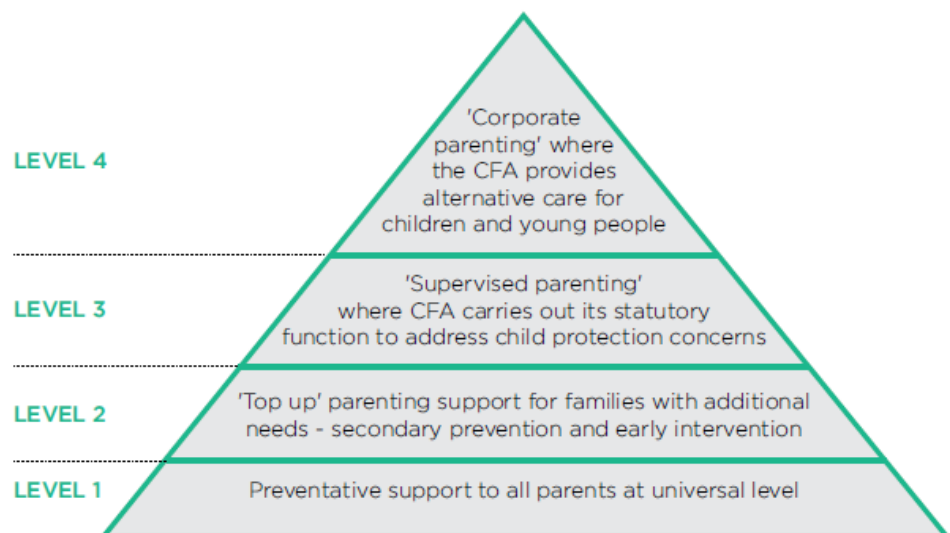 LEVEL 4
'Corporate
parenting' where
the CFA provides
alternative care for
children and young people
LEVEL 3
'Supervised parenting'
where CFA carries out its statutory
function to address child protection concerns
LEVEL 2
'Top up' parenting support for families with additional
needs - secondary prevention and early intervention
LEVEL 1
Preventative support to all parents at universal level